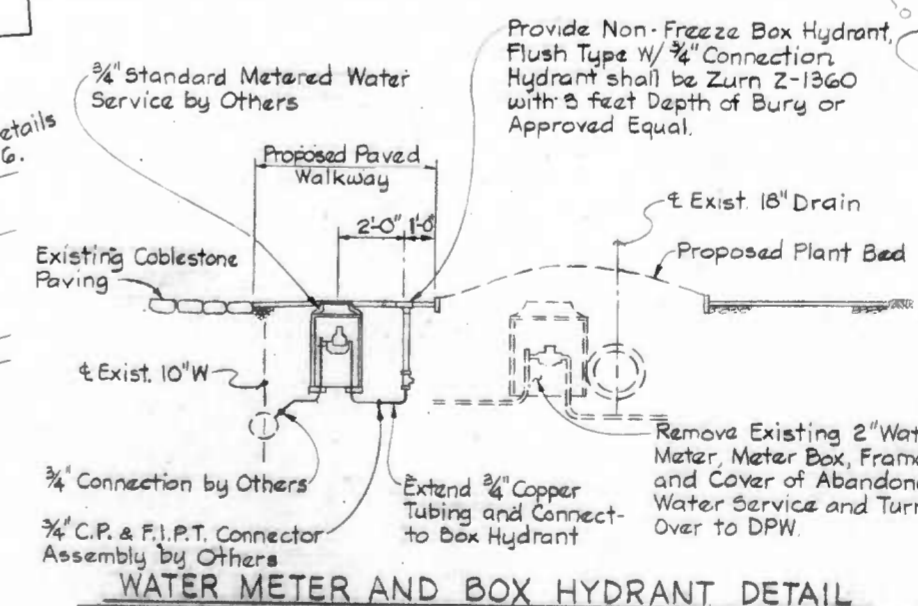 Provide Non-Freeze Box Hydrant,
Flush Type W/ 3/4" Connection
Hydrant shall be Zurn Z-1360
with 3 feet Depth of Bury or
Approved Equal.
3/4" Standard Metered Water
Service by Others
etails
6.
Proposed Paved
Walkway
2'-0" 1'-0"
℄ Exist. 18" Drain
Proposed Plant Bed
Existing Coblestone
Paving
℄ Exist. 10" W
Remove Existing 2" Wat
Meter, Meter Box, Frame
and Cover of Abandon
Water Service and Turn
Over to DPW.
3/4" Connection by Others
Extend 3/4" Copper
Tubing and Connect
to Box Hydrant
3/4" C.P. & F.I.P.T. Connector
Assembly by Others
WATER METER AND BOX HYDRANT DETAIL